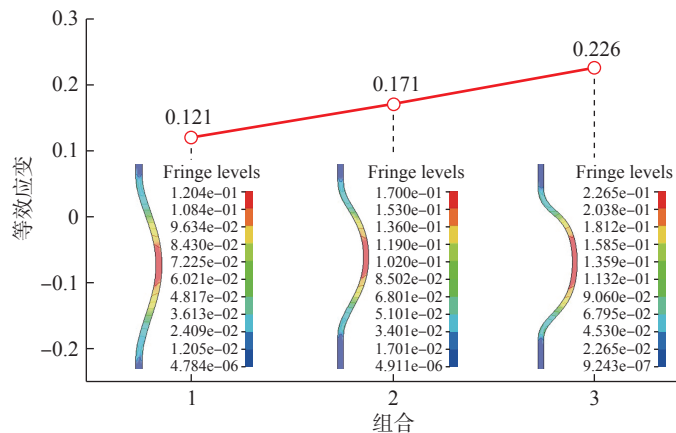 0.3
0.2
0.1
0
−0.1
−0.2
等效应变
0.121
0.171
0.226
Fringe levels
1.204e−01
1.084e−01
9.634e−02
8.430e−02
7.225e−02
6.021e−02
4.817e−02
3.613e−02
2.409e−02
1.205e−02
4.784e−06
Fringe levels
1.700e−01
1.530e−01
1.360e−01
1.190e−01
1.020e−01
8.502e−02
6.801e−02
5.101e−02
3.401e−02
1.701e−02
4.911e−06
Fringe levels
2.265e−01
2.038e−01
1.812e−01
1.585e−01
1.359e−01
1.132e−01
9.060e−02
6.795e−02
4.530e−02
2.265e−02
9.243e−07
1
2
3
组合